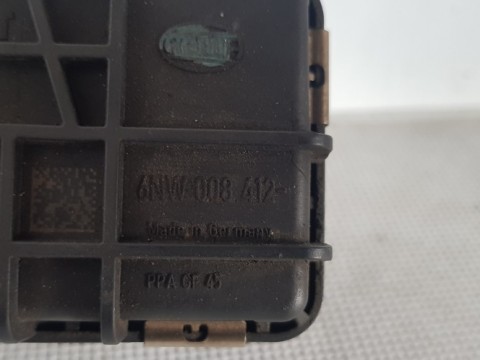 6NW-008 412-
Made in Germany
PPA GF 45